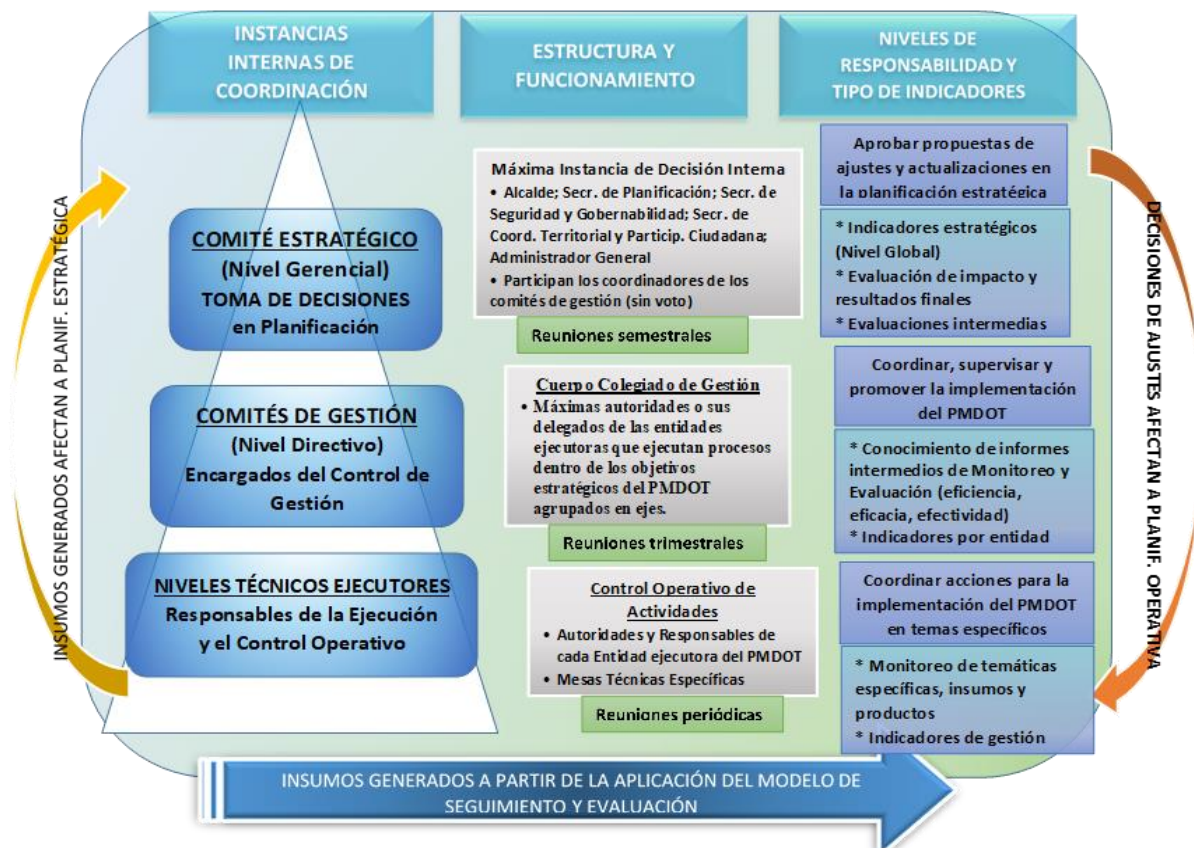 INSTANCIAS
INTERNAS DE
COORDINACIÓN
ESTRUCTURA Y
FUNCIONAMIENTO
NIVELES DE
RESPONSABILIDAD Y
TIPO DE INDICADORES
INSUMOS GENERADOS AFECTAN A PLANIF. ESTRATÉGICA
COMITÉ ESTRATÉGICO
(Nivel Gerencial)
TOMA DE DECISIONES
en Planificación
Máxima Instancia de Decisión Interna
• Alcalde; Secr. de Planificación; Secr. de
Seguridad y Gobernabilidad; Secr. de
Coord. Territorial y Particip. Ciudadana;
Administrador General
• Participan los coordinadores de los
comités de gestión (sin voto)
Reuniones semestrales
Aprobar propuestas de
ajustes y actualizaciones en
la planificación estratégica
* Indicadores estratégicos
(Nivel Global)
* Evaluación de impacto y
resultados finales
* Evaluaciones intermedias
COMITÉS DE GESTIÓN
(Nivel Directivo)
Encargados del Control de
Gestión
Cuerpo Colegiado de Gestión
• Máximas autoridades o sus
delegados de las entidades
ejecutoras que ejecutan procesos
dentro de los objetivos
estratégicos del PMDOT
agrupados en ejes.
Reuniones trimestrales
Coordinar, supervisar y
promover la implementación
del PMDOT
* Conocimiento de informes
intermedios de Monitoreo y
Evaluación (eficiencia,
eficacia, efectividad)
* Indicadores por entidad
NIVELES TÉCNICOS EJECUTORES
Responsables de la Ejecución
y el Control Operativo
Control Operativo de
Actividades
• Autoridades y Responsables de
cada Entidad ejecutora del PMDOT
• Mesas Técnicas Específicas
Reuniones periódicas
Coordinar acciones para la
implementación del PMDOT
en temas específicos
* Monitoreo de temáticas
específicas, insumos y
productos
* Indicadores de gestión
DECISIONES DE AJUSTES AFECTAN A PLANIF. OPERATIVA
INSUMOS GENERADOS A PARTIR DE LA APLICACIÓN DEL MODELO DE
SEGUIMIENTO Y EVALUACIÓN